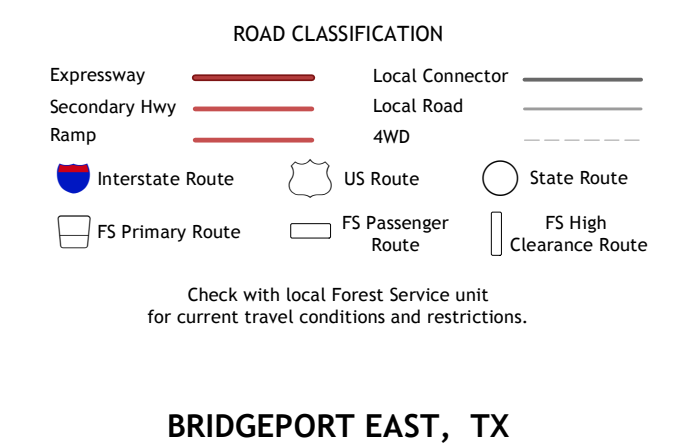 ROAD CLASSIFICATION
Expressway
Local Connector
Secondary Hwy
Local Road
Ramp
4WD
Interstate Route
US Route
State Route
FS Primary Route
FS Passenger
Route
FS High
Clearance Route
Check with local Forest Service unit
for current travel conditions and restrictions.
BRIDGEPORT EAST, TX